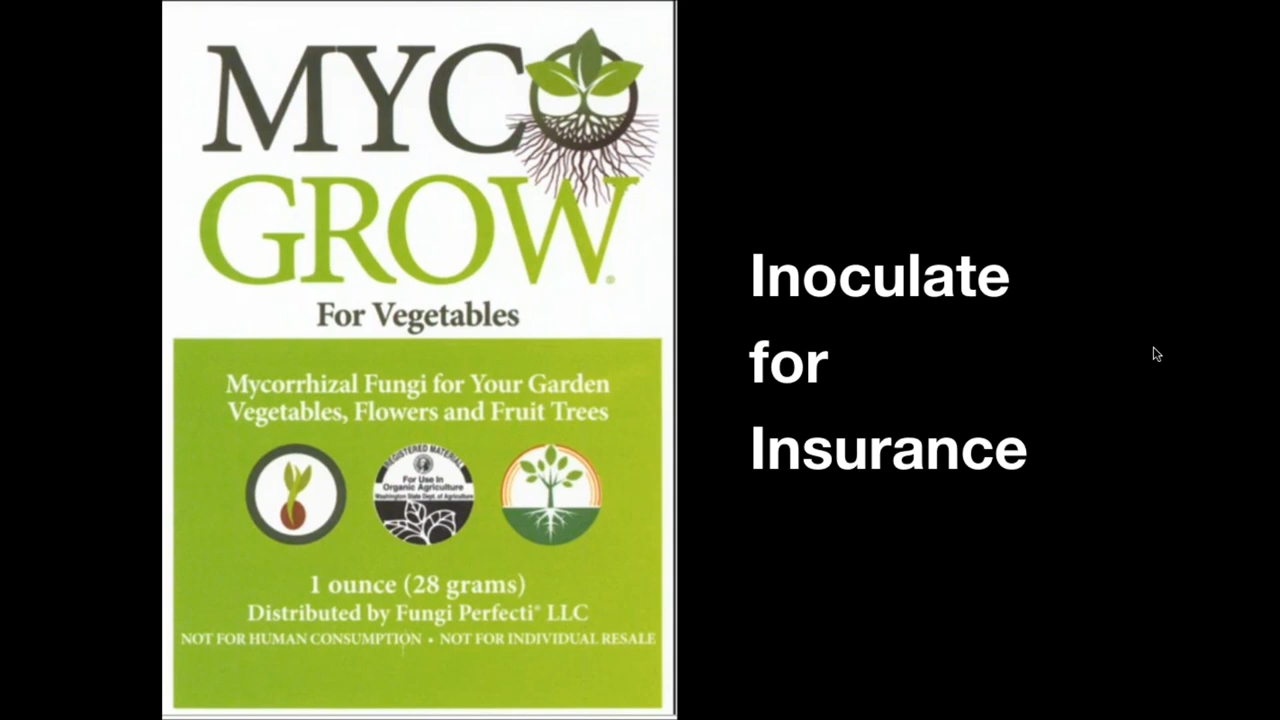 MYCO
GROW®
For Vegetables
Mycorrhizal Fungi for Your Garden
Vegetables, Flowers and Fruit Trees
REGISTERED MATERIAL
For Use In
Organic Agriculture
Washington State Dept. of Agriculture
1 ounce (28 grams)
Distributed by Fungi Perfecti® LLC
NOT FOR HUMAN CONSUMPTION • NOT FOR INDIVIDUAL RESALE
Inoculate
for
Insurance